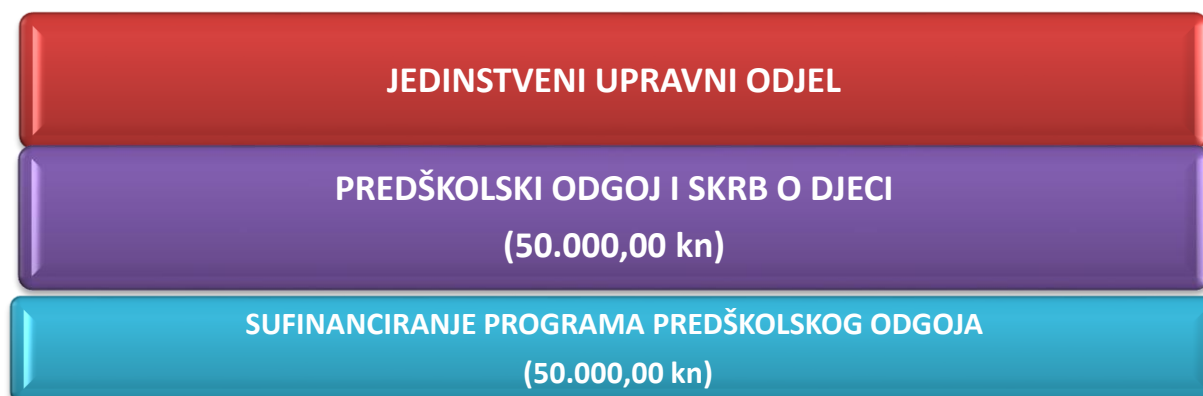 JEDINSTVENI UPRAVNI ODJEL
PREDŠKOLSKI ODGOJ I SKRB O DJECI
(50.000,00 kn)
SUFINANCIRANJE PROGRAMA PREDŠKOLSKOG ODGOJA
(50.000,00 kn)